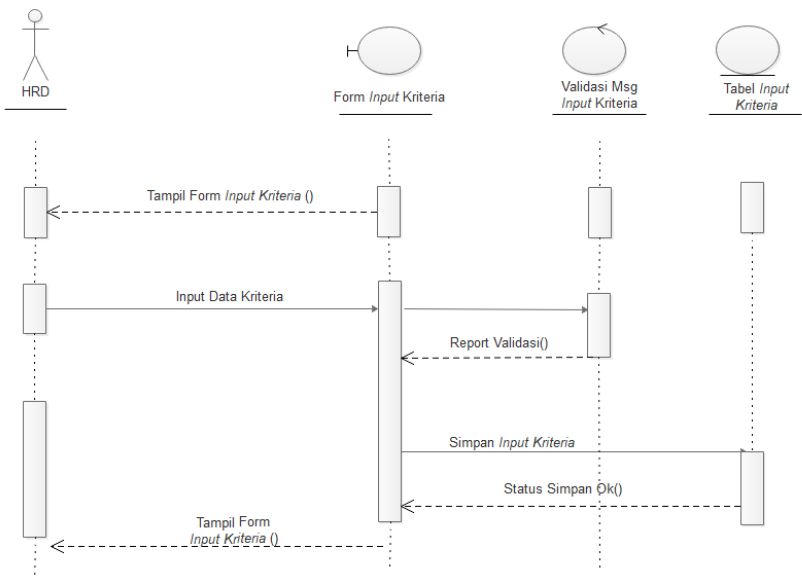 HRD
Form Input Kriteria
Validasi Msg
Input Kriteria
Tabel Input
Kriteria
Tampil Form Input Kriteria ()
Input Data Kriteria
Report Validasi()
Simpan Input Kriteria
Status Simpan Ok()
Tampil Form
Input Kriteria ()